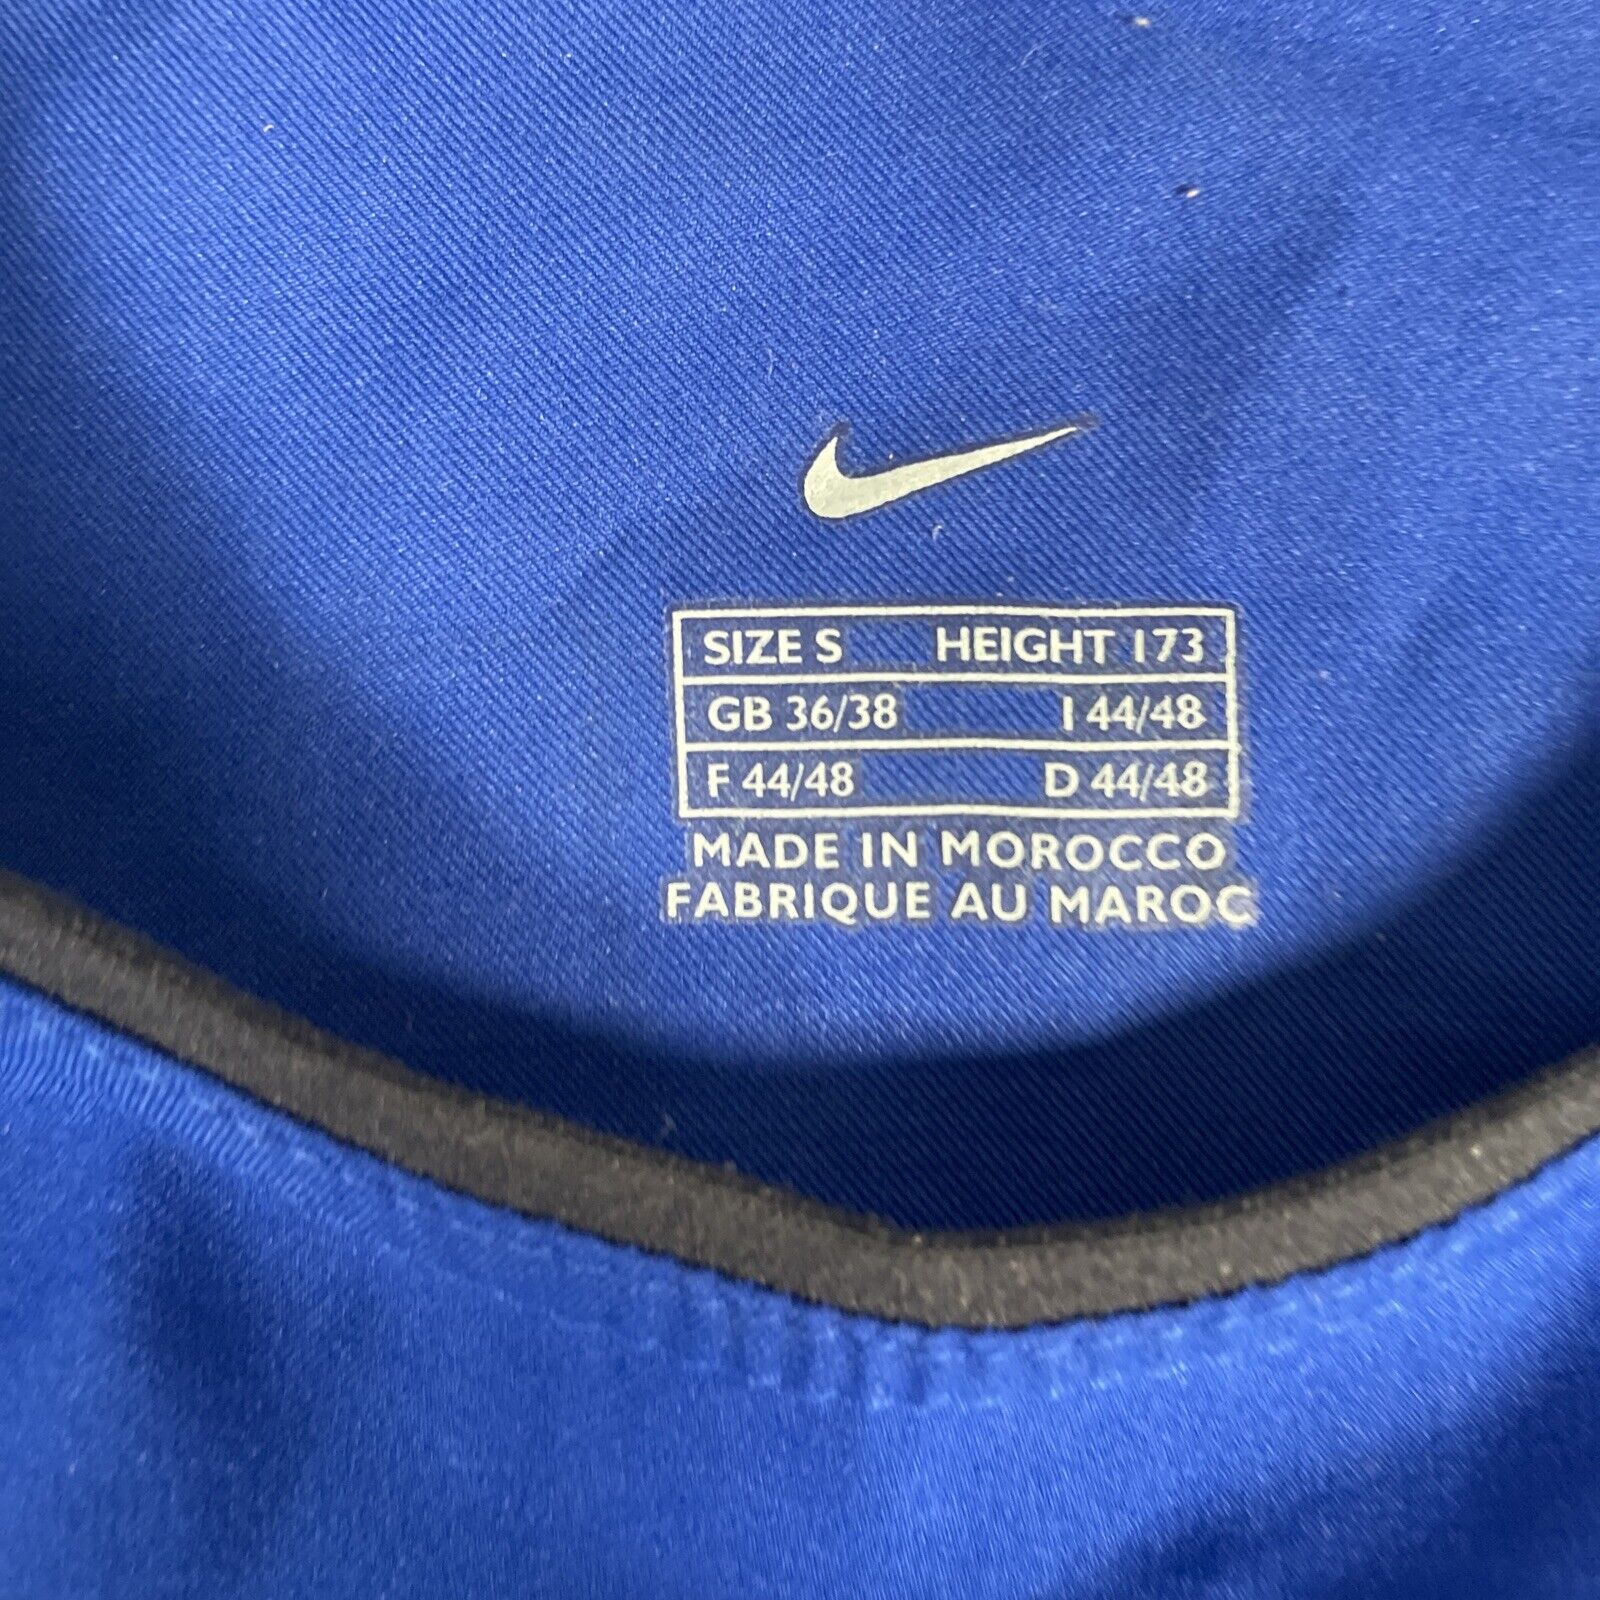 SIZE S HEIGHT 173
GB 36/38 I 44/48
F 44/48 D 44/48
MADE IN MOROCCO
FABRIQUE AU MAROC